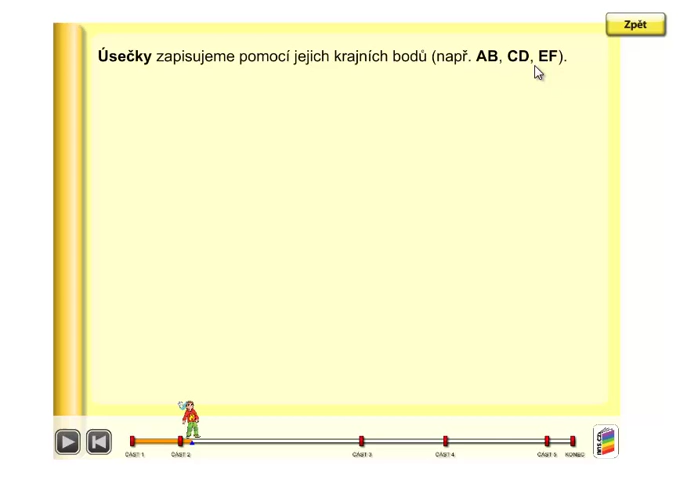 Zpět
Úsečky zapisujeme pomocí jejich krajních bodů (např. AB, CD, EF).
ČÁST 1 ČÁST 2 ČÁST 3 ČÁST 4 ČÁST 5 KONEC